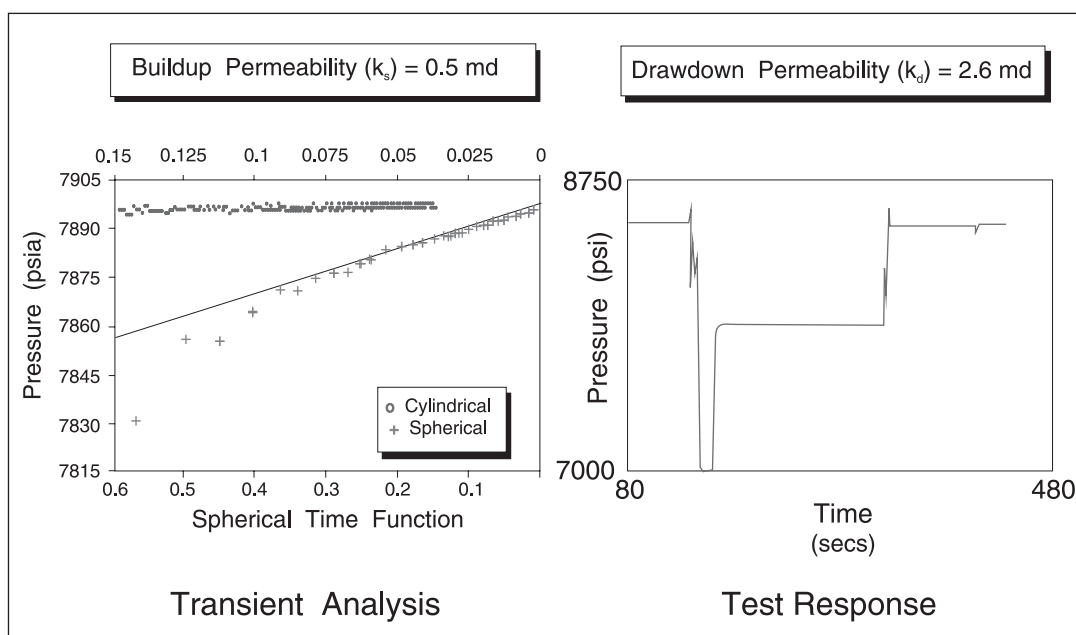 Buildup Permeability (ks) = 0.5 md
0.15 0.125 0.1 0.075 0.05 0.025 0
7905
7890
7875
7860
7845
7830
7815
Pressure (psia)
o Cylindrical
+ Spherical
0.6 0.5 0.4 0.3 0.2 0.1
Spherical Time Function
Transient Analysis
Drawdown Permeability (kd) = 2.6 md
8750
Pressure (psi)
7000
80 480
Time
(secs)
Test Response